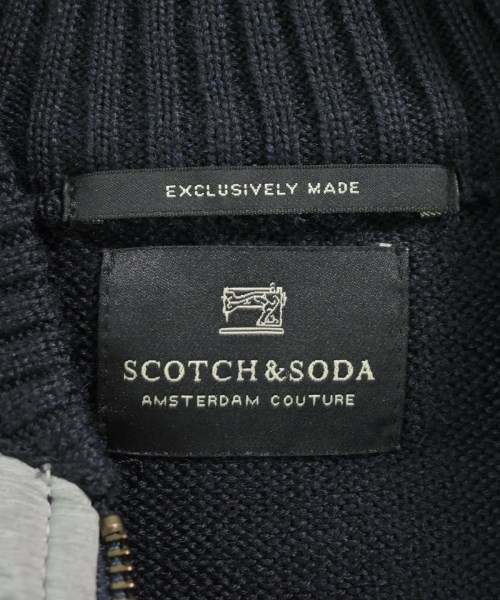 EXCLUSIVELY MADE
SCOTCH & SODA
AMSTERDAM COUTURE